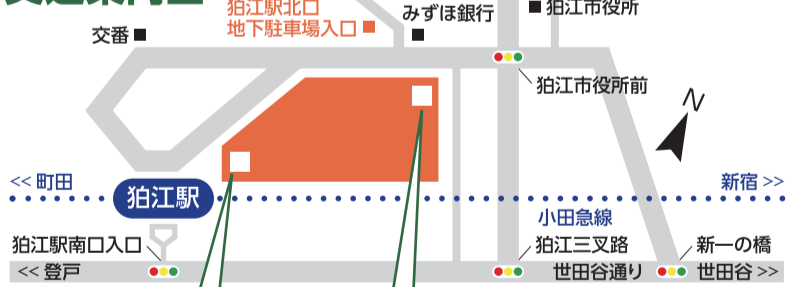 狛江駅北口
地下駐車場入口
みずほ銀行
狛江市役所
交番
狛江市役所前
N
<< 町田
狛江駅
新宿 >>
小田急線
狛江駅南口入口
狛江三叉路
新一の橋
<< 登戸
世田谷通り
世田谷 >>